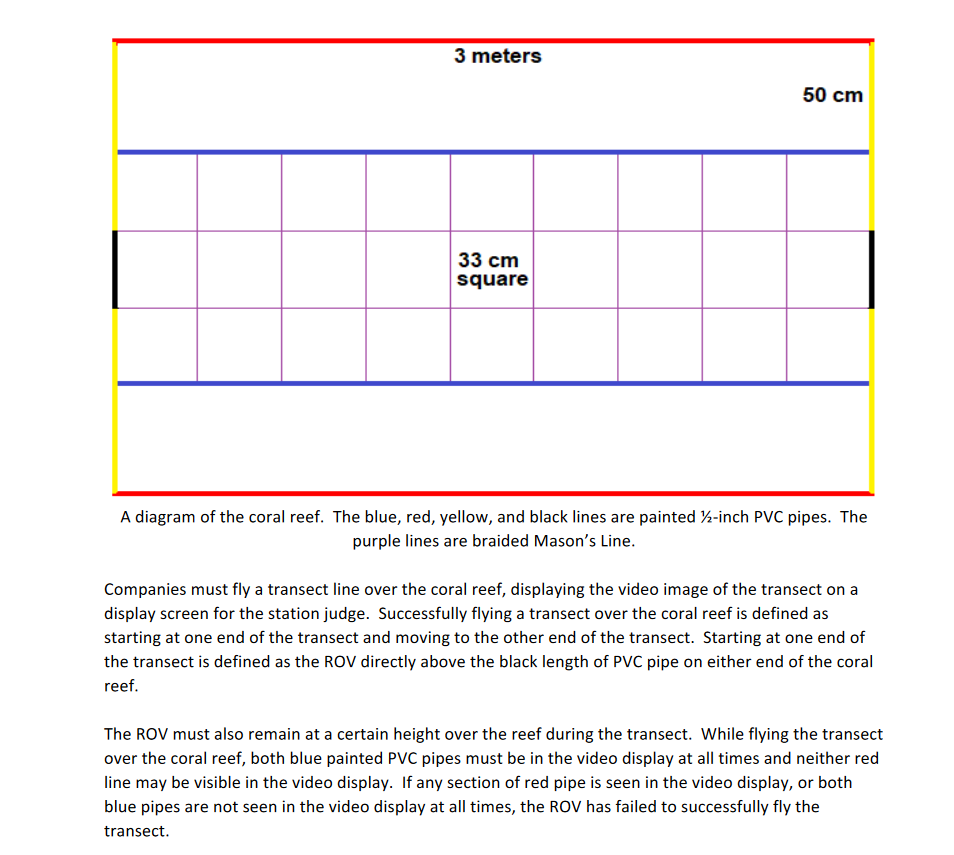 3 meters
50 cm
33 cm
square
A diagram of the coral reef.  The blue, red, yellow, and black lines are painted ½-inch PVC pipes.  The
purple lines are braided Mason’s Line.
Companies must fly a transect line over the coral reef, displaying the video image of the transect on a
display screen for the station judge.  Successfully flying a transect over the coral reef is defined as
starting at one end of the transect and moving to the other end of the transect.  Starting at one end of
the transect is defined as the ROV directly above the black length of PVC pipe on either end of the coral
reef.
The ROV must also remain at a certain height over the reef during the transect.  While flying the transect
over the coral reef, both blue painted PVC pipes must be in the video display at all times and neither red
line may be visible in the video display.  If any section of red pipe is seen in the video display, or both
blue pipes are not seen in the video display at all times, the ROV has failed to successfully fly the
transect.